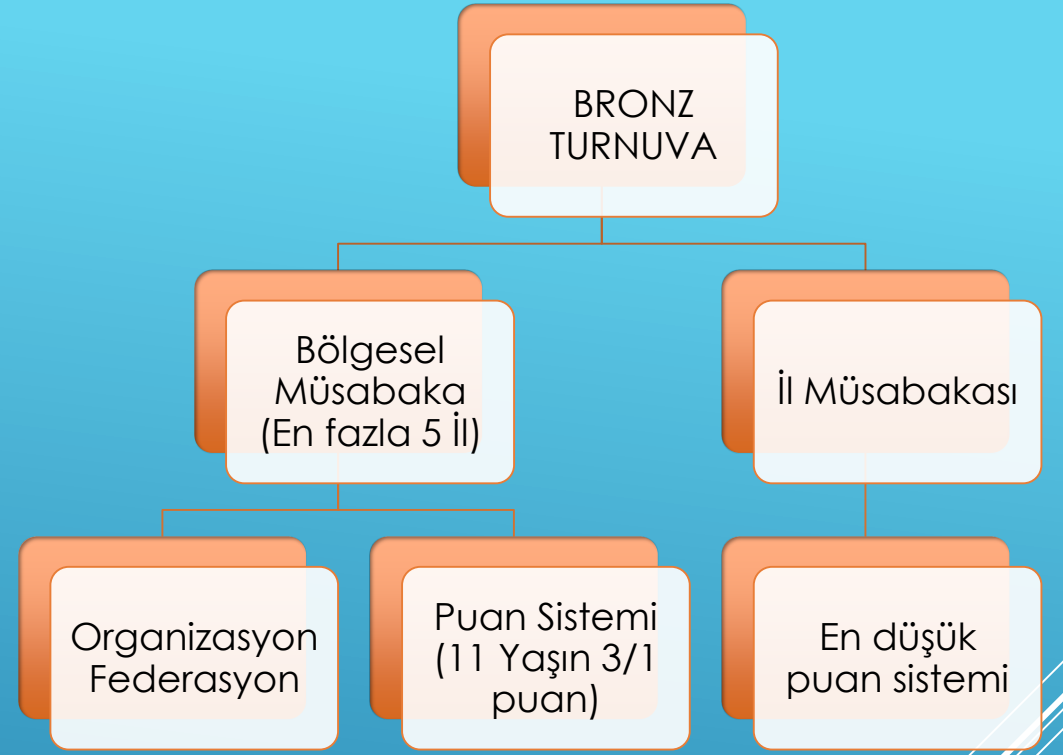 BRONZ
TURNUVA
Bölgesel
Müsabaka
(En fazla 5 İl)
İl Müsabakası
Organizasyon
Federasyon
Puan Sistemi
(11 Yaşın 3/1
puan)
En düşük
puan sistemi